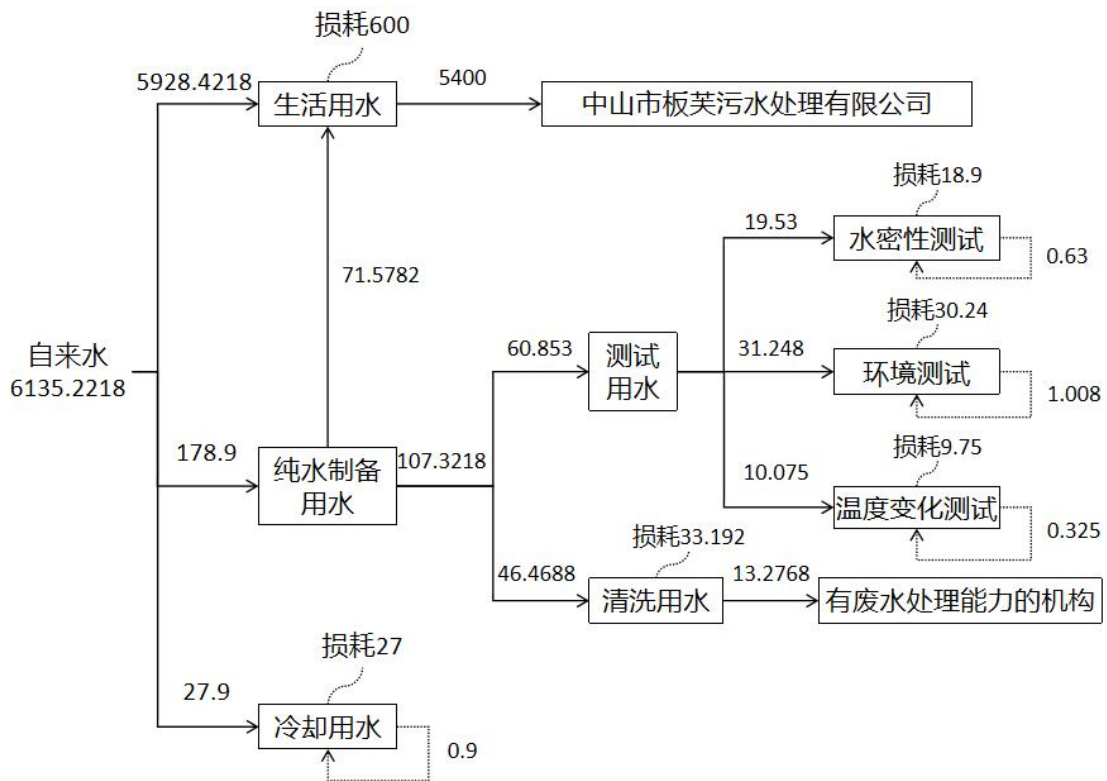 损耗600
5928.4218
生活用水
5400
中山市板芙污水处理有限公司
71.5782
损耗18.9
19.53
水密性测试
0.63
自来水
6135.2218
60.853
测试
用水
损耗30.24
31.248
环境测试
1.008
178.9
纯水制备
用水
107.3218
损耗9.75
10.075
温度变化测试
0.325
损耗33.192
46.4688
清洗用水
13.2768
有废水处理能力的机构
损耗27
27.9
冷却用水
0.9